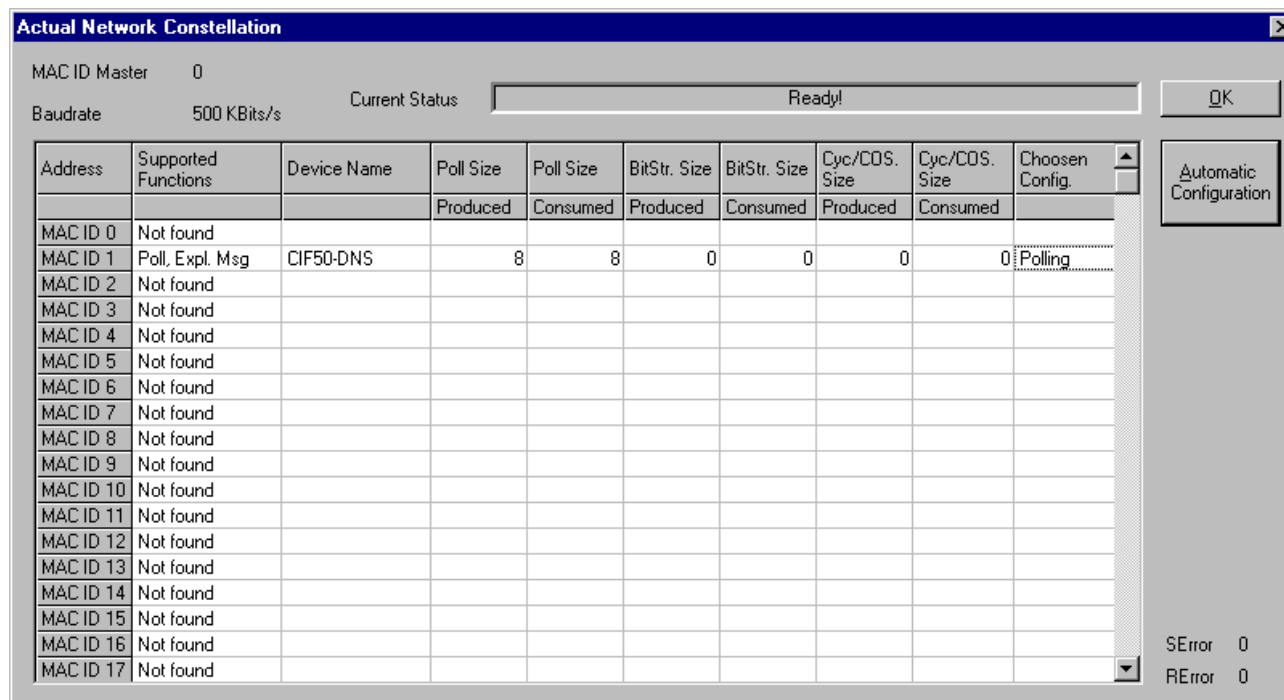 Actual Network Constellation
MAC ID Master 0
Baudrate 500 KBits/s
Current Status Ready!
OK
Automatic Configuration
Address Supported Functions Device Name Poll Size Poll Size BitStr. Size BitStr. Size Cyc/COS. Size Cyc/COS. Size Choosen Config.
Produced Consumed Produced Consumed Produced Consumed
MAC ID 0 Not found
MAC ID 1 Poll, Expl. Msg CIF50-DNS 8 8 0 0 0 0 Polling
MAC ID 2 Not found
MAC ID 3 Not found
MAC ID 4 Not found
MAC ID 5 Not found
MAC ID 6 Not found
MAC ID 7 Not found
MAC ID 8 Not found
MAC ID 9 Not found
MAC ID 10 Not found
MAC ID 11 Not found
MAC ID 12 Not found
MAC ID 13 Not found
MAC ID 14 Not found
MAC ID 15 Not found
MAC ID 16 Not found
MAC ID 17 Not found
SError 0
RError 0